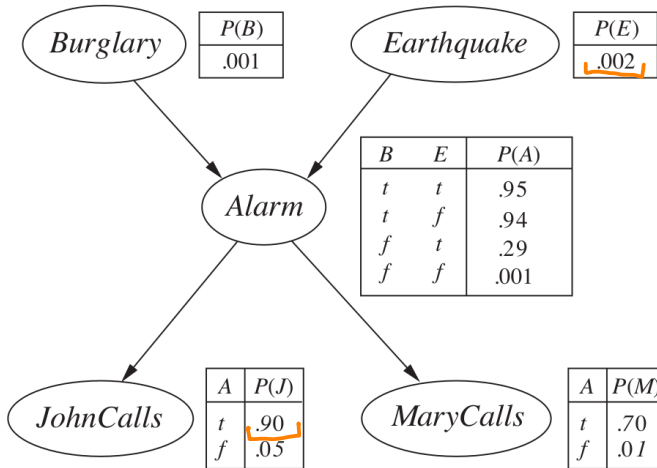 Burglary
P(B)
.001
Earthquake
P(E)
.002
Alarm
B E P(A)
t t .95
t f .94
f t .29
f f .001
JohnCalls
A P(J)
t .90
f .05
MaryCalls
A P(M)
t .70
f .01